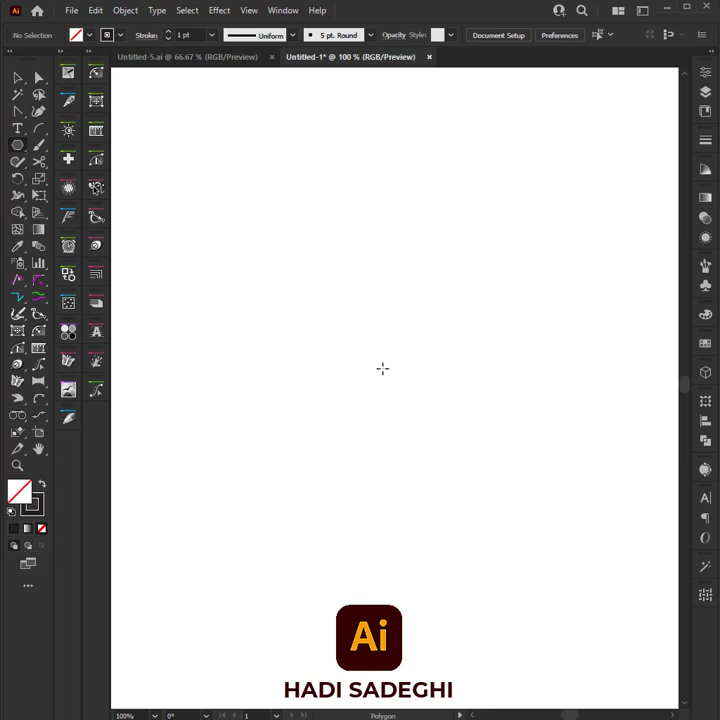 Ai File Edit Object Type Select Effect View Window Help
No Selection Stroke: 1 pt Uniform 5 pt. Round Opacity Style: Document Setup Preferences
Untitled-5.ai @ 66.67 % (RGB/Preview) × Untitled-1* @ 100 % (RGB/Preview) ×
Ai
HADI SADEGHI
100% 0° 1 Polygon